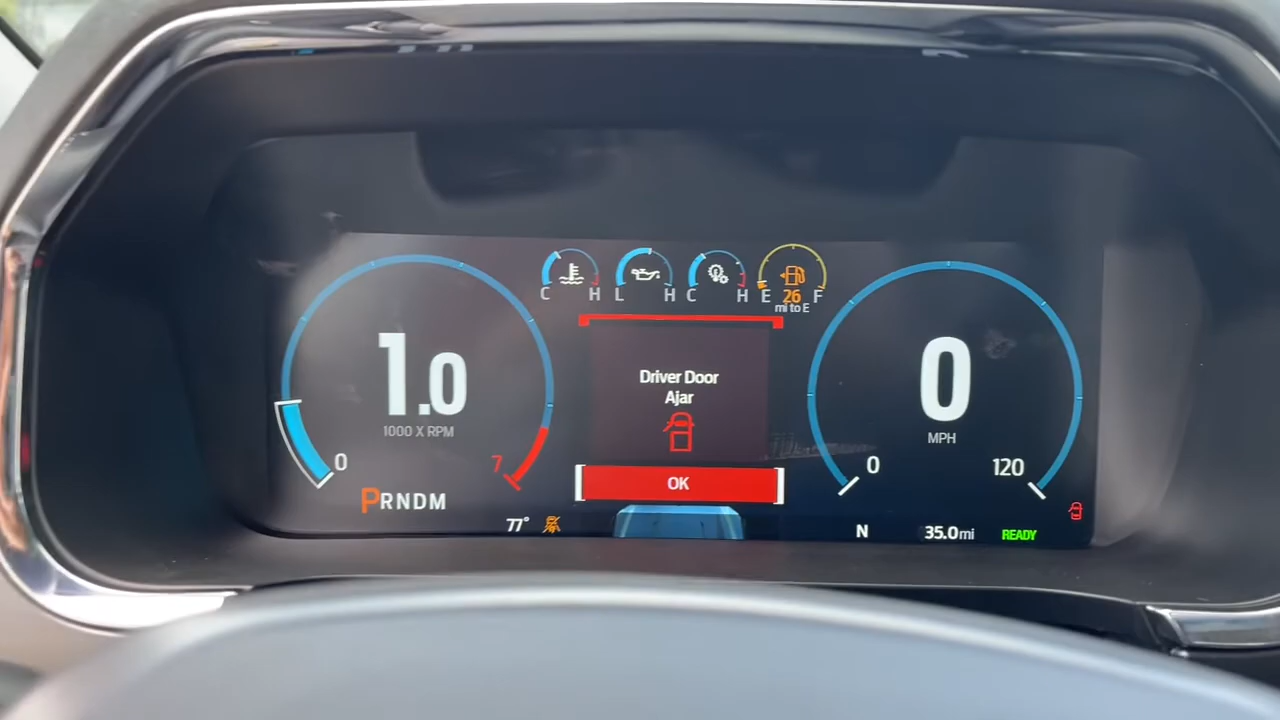 C H L H C H E 26 F
mi to E
1.0
1000 X RPM
0 7
PRNDM
77°
Driver Door
Ajar
OK
0
MPH
0 120
N 35.0mi READY